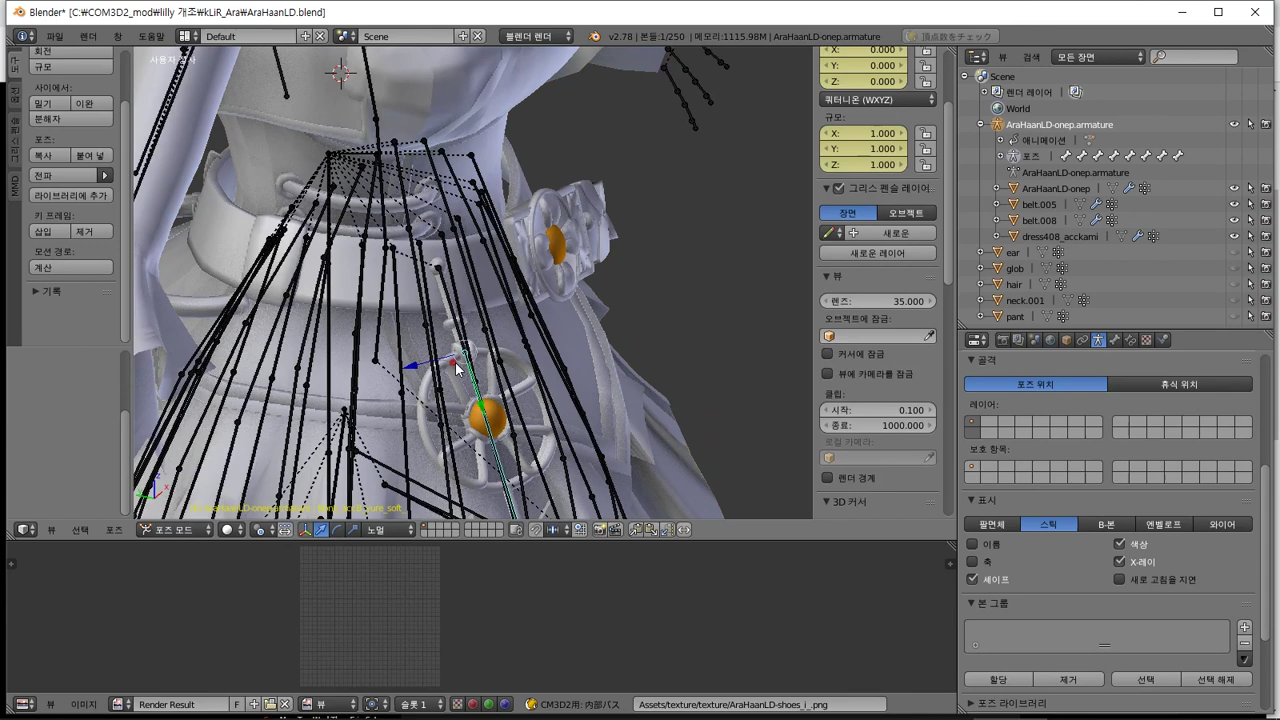 Blender* [C:￦COM3D2_mod￦lilly 개조￦kLiR_Ara￦AraHaanLD.blend]
파일 렌더 창 도움말 Default Scene 블렌더 렌더 v2.78 | 본들:1/250 | 메모리:1115.98M | AraHaanLD-onep.armature 頂点数をチェック
회전
규모
사이에서:
밀기 이완
분해자
포즈:
복사 붙여 넣
전파
라이브러리에 추가
키 프레임:
삽입 제거
모션 경로:
계산
▶ 기록
MMD
X: 0.000
Y: 0.000
Z: 0.000
쿼터니온 (WXYZ)
규모:
X: 1.000
Y: 1.000
Z: 1.000
그리스 펜슬 레이어
장면 오브젝트
새로운
새로운 레이어
뷰
렌즈: 35.000
오브젝트에 잠금:
커서에 잠금
뷰에 카메라를 잠금
클립:
시작: 0.100
종료: 1000.000
로컬 카메라:
렌더 경계
3D 커서
뷰 검색 모든 장면
Scene
렌더 레이어
World
AraHaanLD-onep.armature
애니메이션
포즈
AraHaanLD-onep.armature
AraHaanLD-onep
belt.005
belt.008
dress408_acckami
ear
glob
hair
neck.001
pant
골격
포즈 위치 휴식 위치
레이어:
보호 항목:
표시
팔면체 스틱 B-본 엔벨로프 와이어
이름 색상
축 X-레이
셰이프 새로 고침을 지연
본 그룹
할당 제거 선택 선택 해제
포즈 라이브러리
뷰 선택 포즈 포즈 모드 노멀
뷰 이미지 Render Result F 뷰 슬롯 1 CM3D2用: 内部パス Assets/texture/texture/AraHaanLD-shoes_i_.png